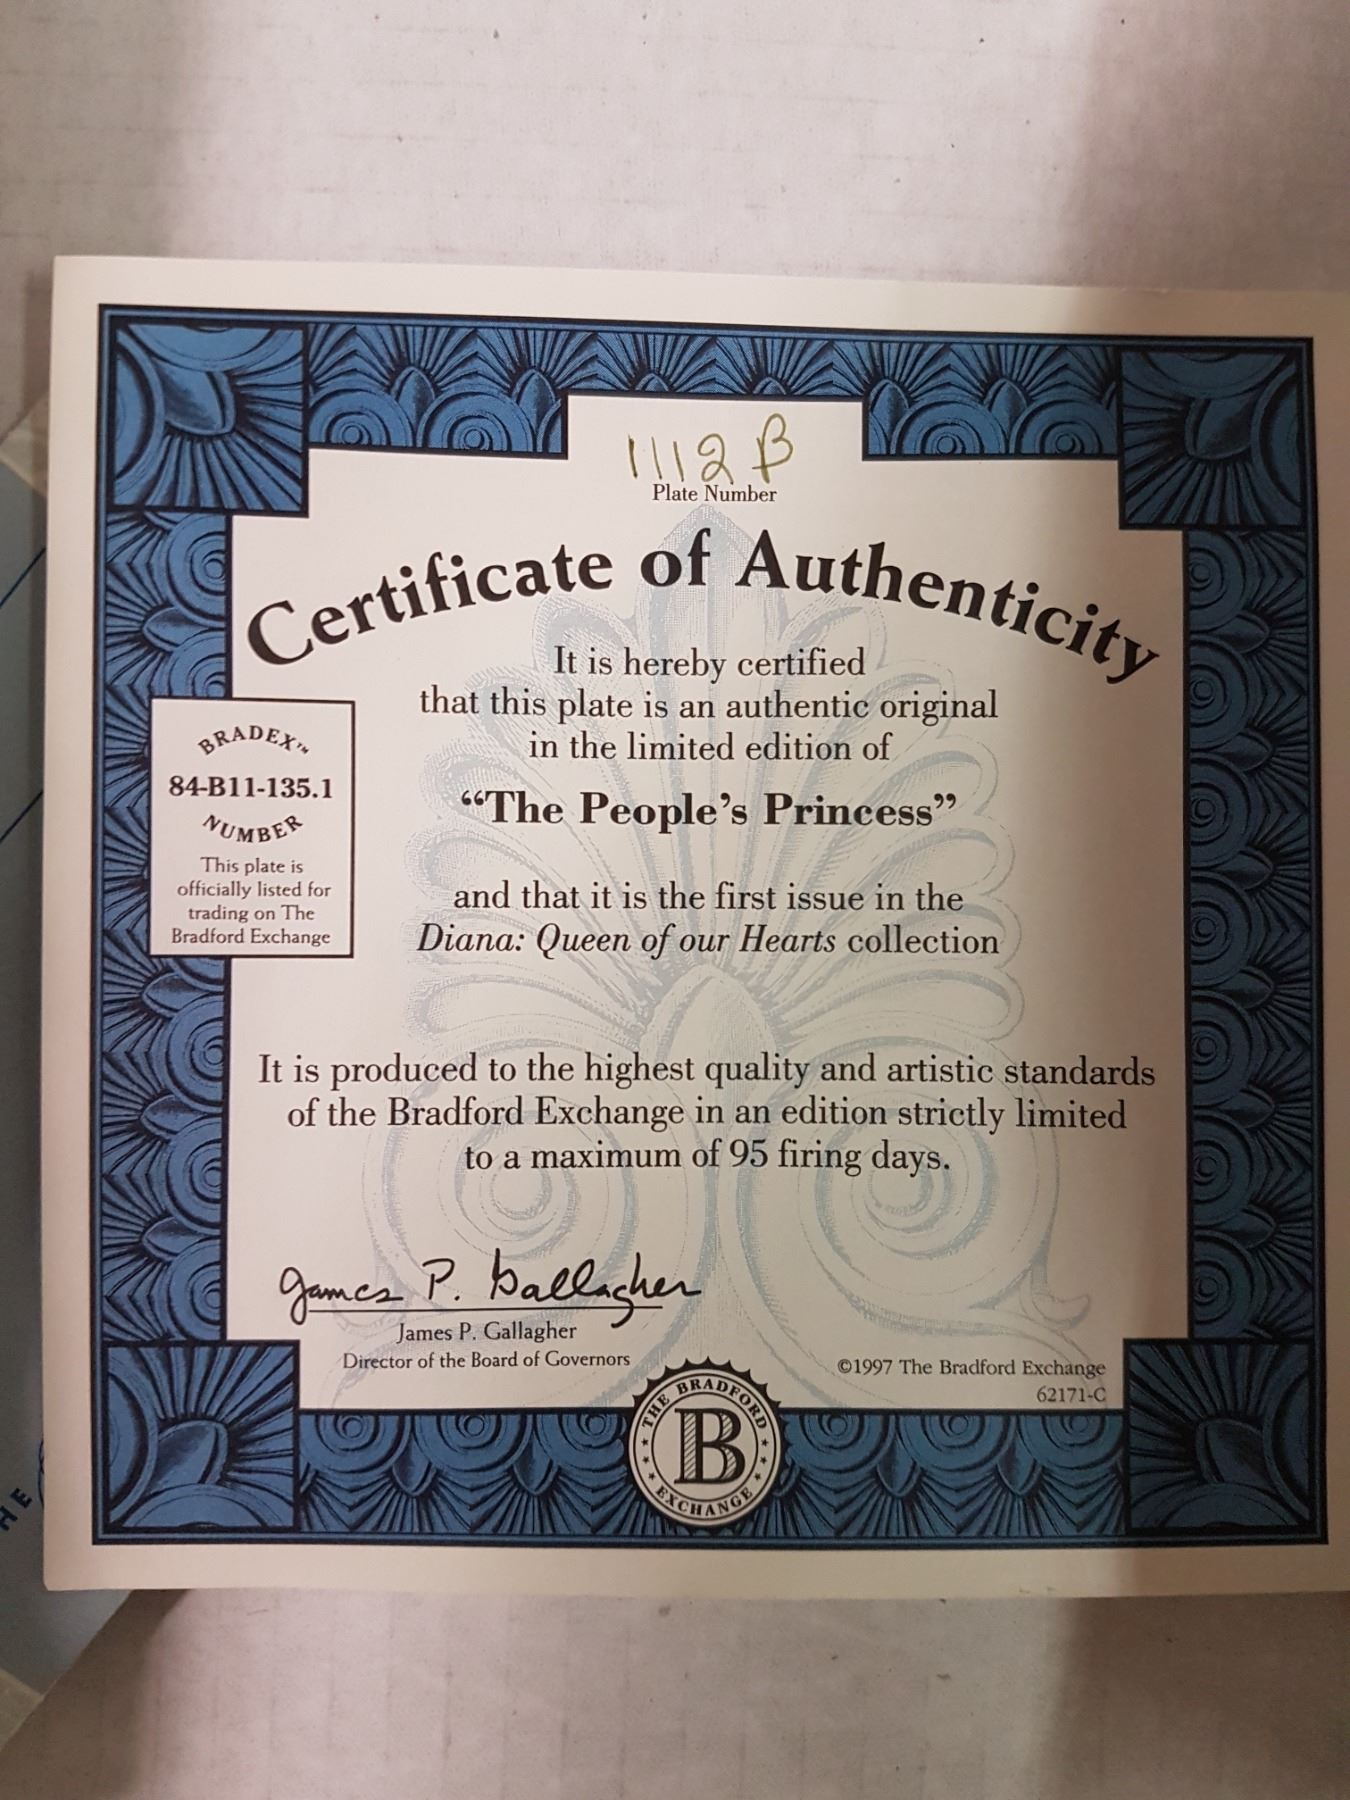 1112 B
Plate Number
Certificate of Authenticity
It is hereby certified
that this plate is an authentic original
in the limited edition of
“The People’s Princess”
and that it is the first issue in the
Diana: Queen of our Hearts collection
BRADEX™
84-B11-135.1
NUMBER
This plate is
officially listed for
trading on The
Bradford Exchange
It is produced to the highest quality and artistic standards
of the Bradford Exchange in an edition strictly limited
to a maximum of 95 firing days.
James P. Gallagher
James P. Gallagher
Director of the Board of Governors
©1997 The Bradford Exchange
62171-C
THE BRADFORD
B
EXCHANGE
HE